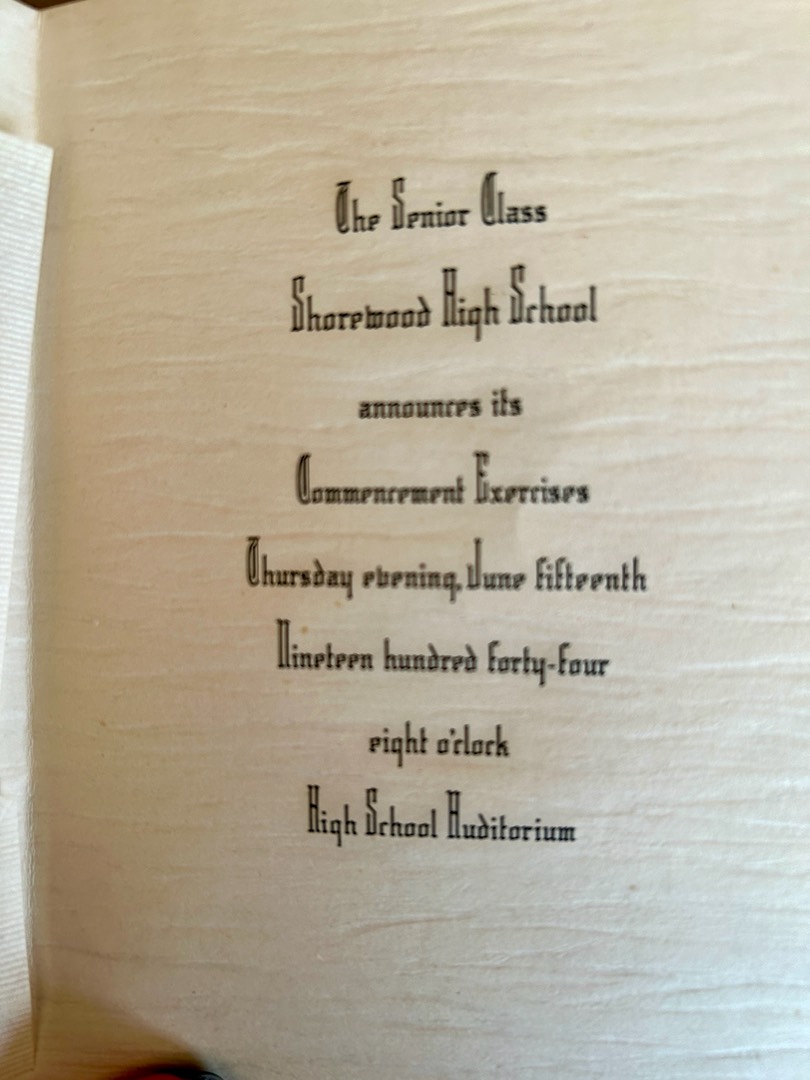 The Senior Class
Shorewood High School
announces its
Commencement Exercises
Thursday evening, June fifteenth
Nineteen hundred forty-four
eight o'clock
High School Auditorium